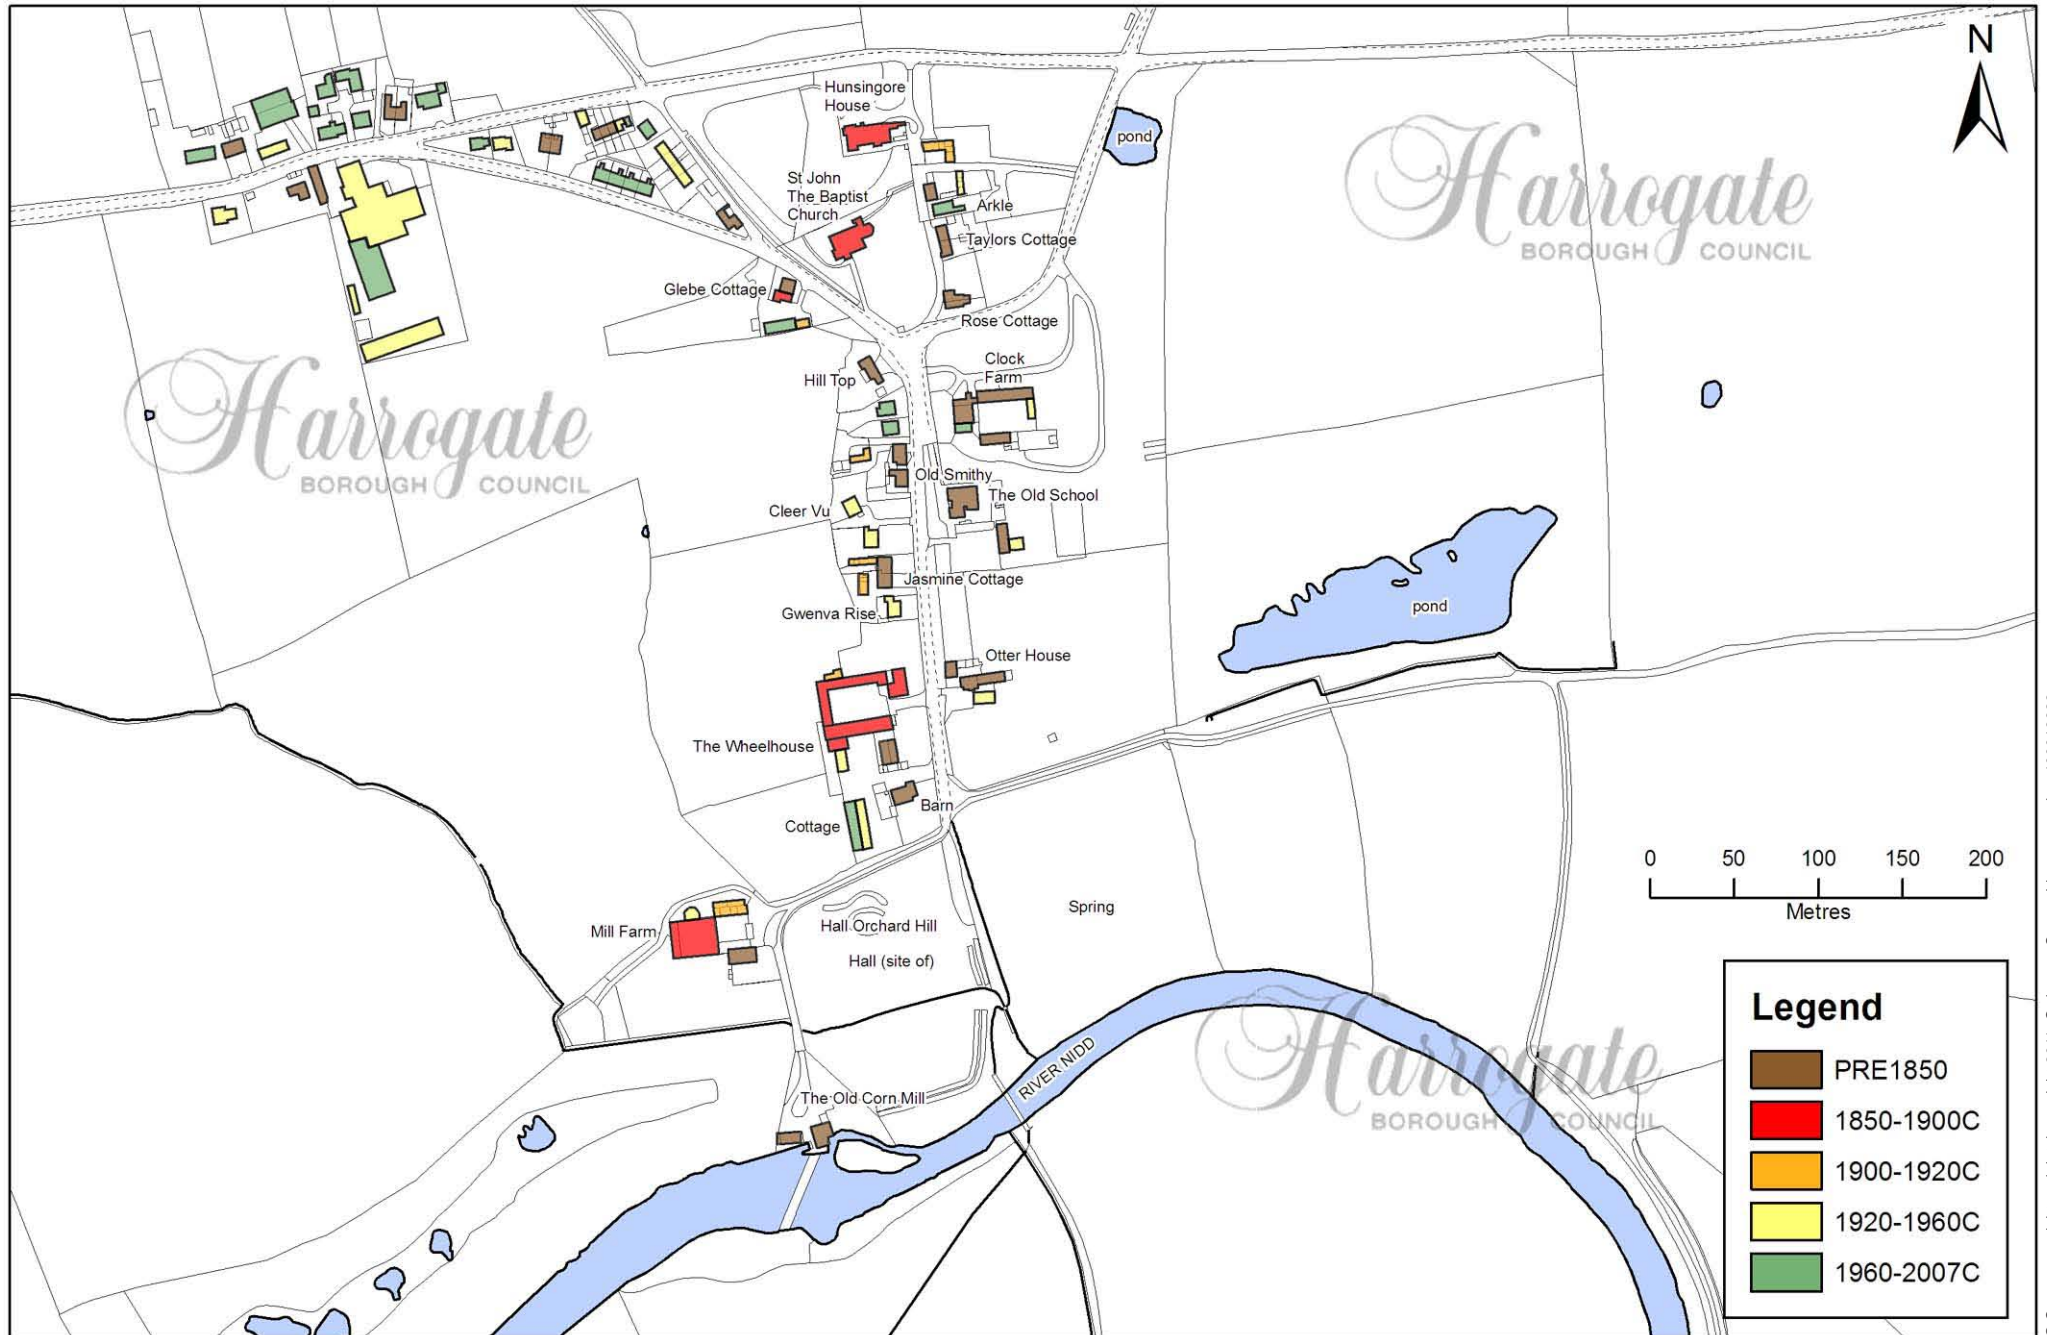 N
Hunsingore
House
pond
Harrogate
BOROUGH COUNCIL
St John
The Baptist
Church
Arkle
Taylors Cottage
Glebe Cottage
Rose Cottage
Clock
Farm
Hill Top
Harrogate
BOROUGH COUNCIL
Old Smithy
The Old School
Cleer Vu
Jasmine Cottage
Gwenva Rise
pond
Otter House
The Wheelhouse
Barn
Cottage
0 50 100 150 200
Metres
Spring
Mill Farm
Hall Orchard Hill
Hall (site of)
Harrogate
BOROUGH COUNCIL
RIVER NIDD
The Old Corn Mill
Legend
PRE1850
1850-1900C
1900-1920C
1920-1960C
1960-2007C